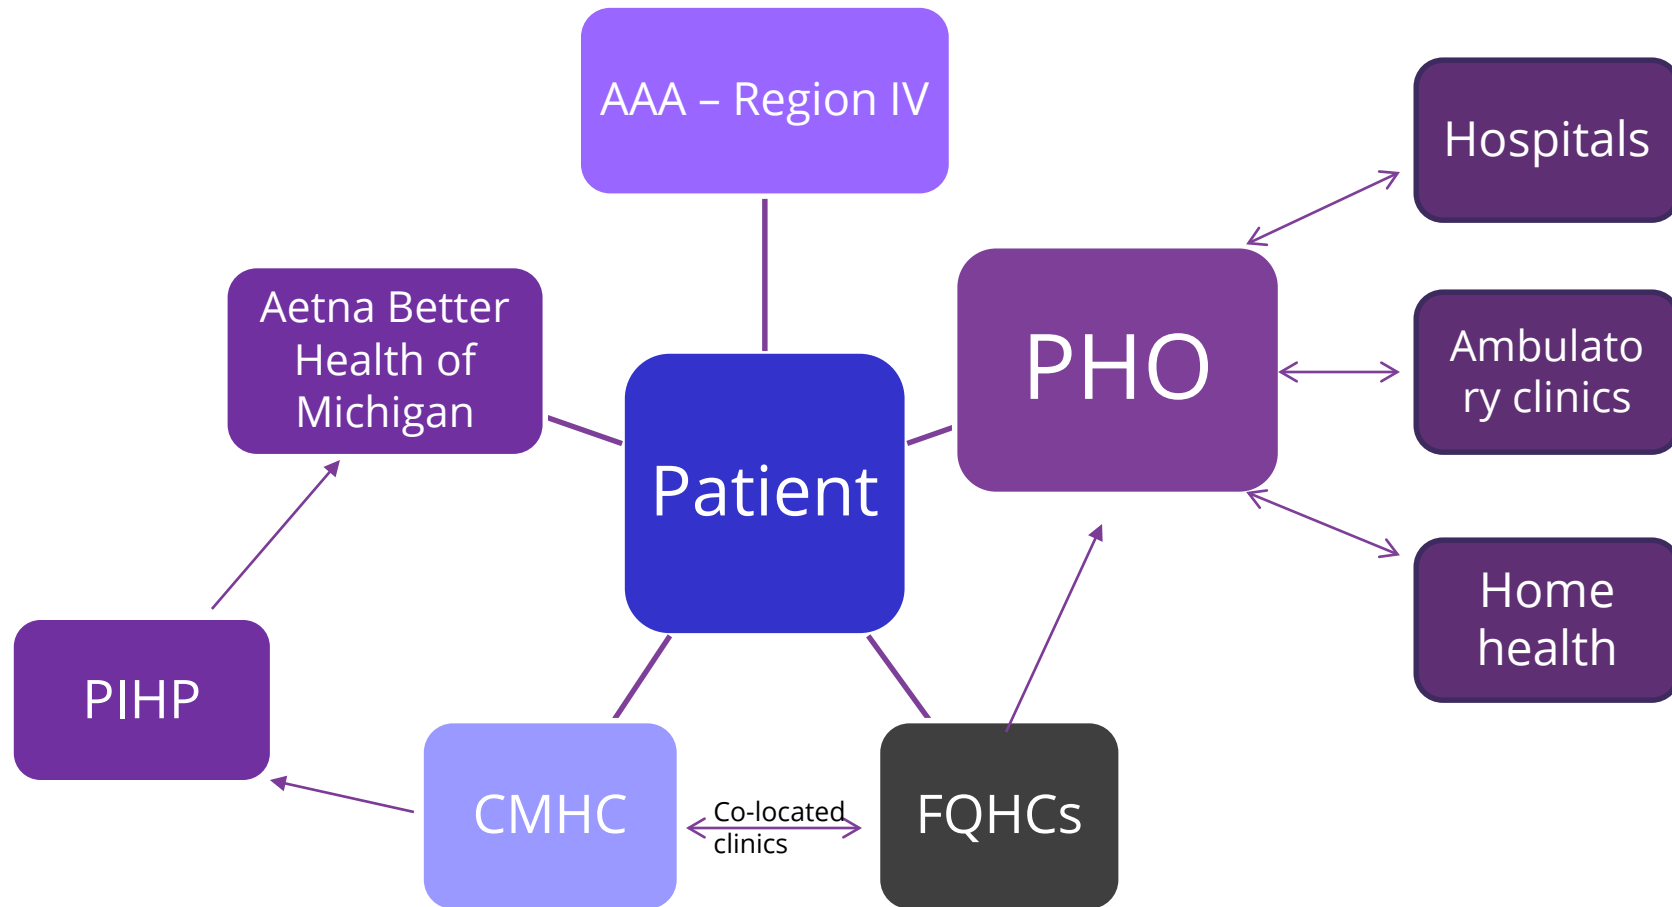 AAA – Region IV
Hospitals
Aetna Better
Health of
Michigan
PHO
Ambulato
ry clinics
Patient
Home
health
PIHP
CMHC
Co-located
clinics
FQHCs